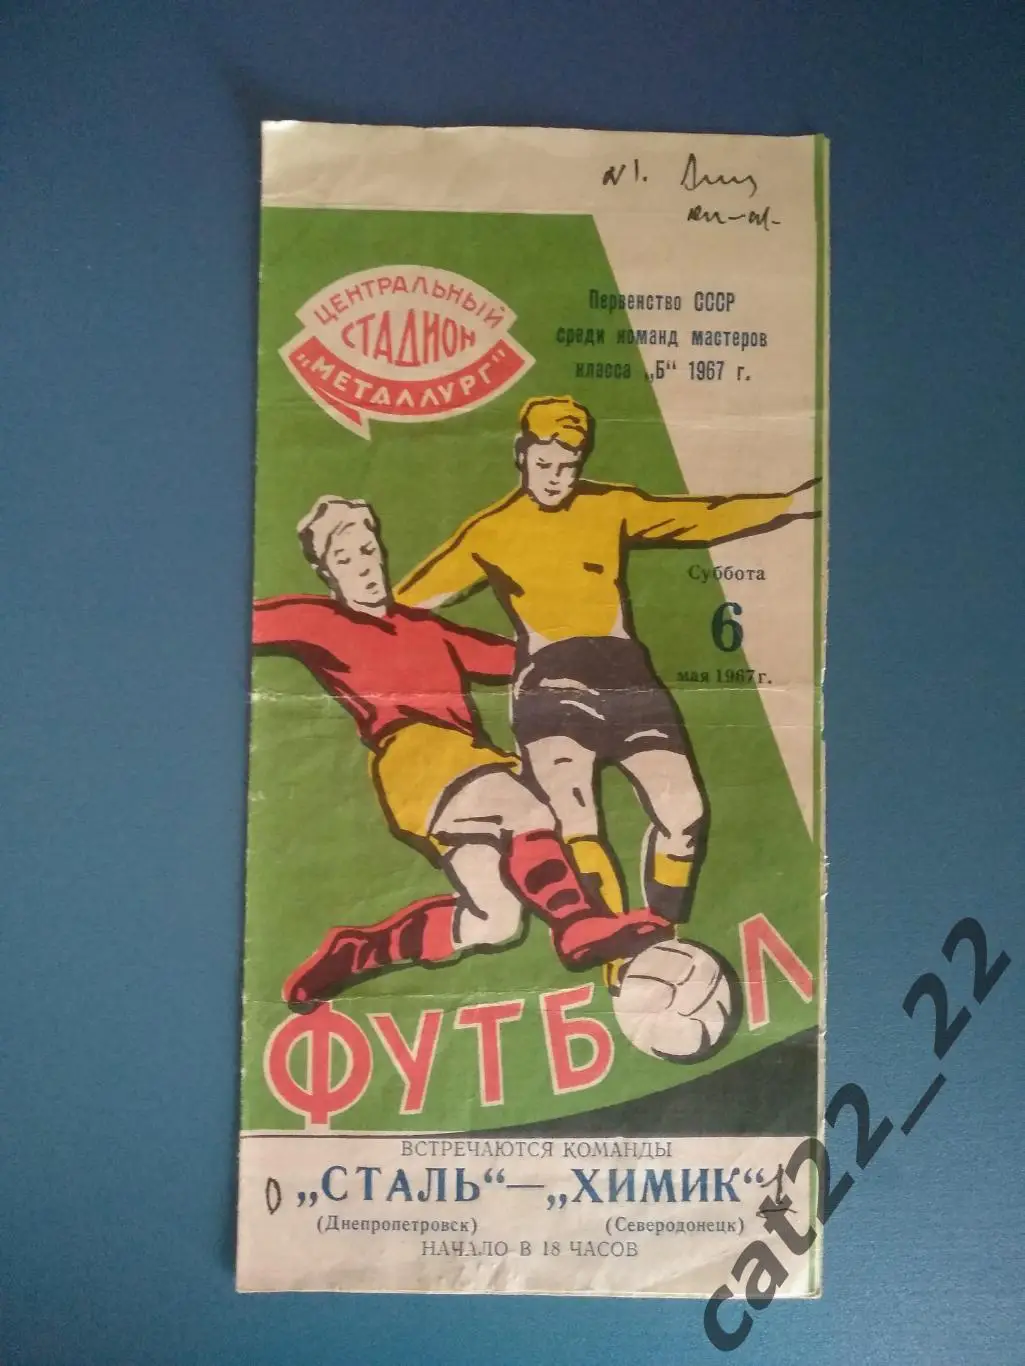 №1.
ЦЕНТРАЛЬНЫЙ
СТАДИОН
„МЕТАЛЛУРГ"
Первенство СССР
среди команд мастеров
класса „Б" 1967 г.
Суббота
6
мая 1967 г.
ФУТБОЛ
ВСТРЕЧАЮТСЯ КОМАНДЫ
0 „СТАЛЬ"—„ХИМИК" 1
(Днепропетровск) (Северодонецк)
НАЧАЛО В 18 ЧАСОВ
cat22_22